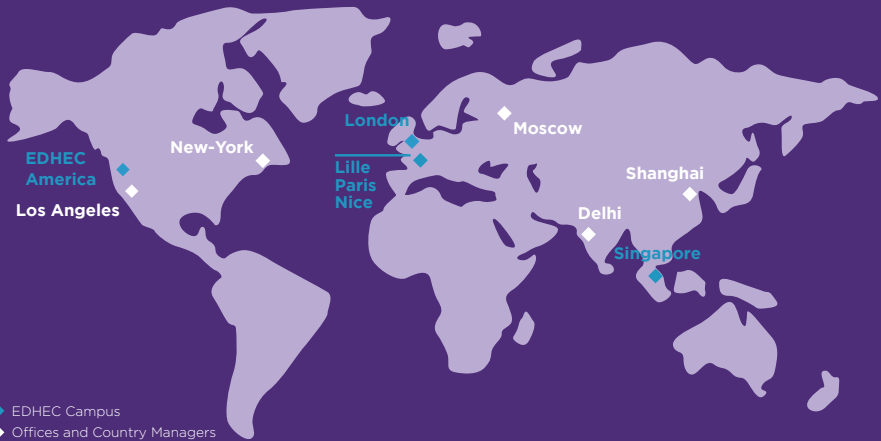 London
Moscow
New-York
EDHEC
America
Lille
Paris
Nice
Shanghai
Los Angeles
Delhi
Singapore
EDHEC Campus
Offices and Country Managers